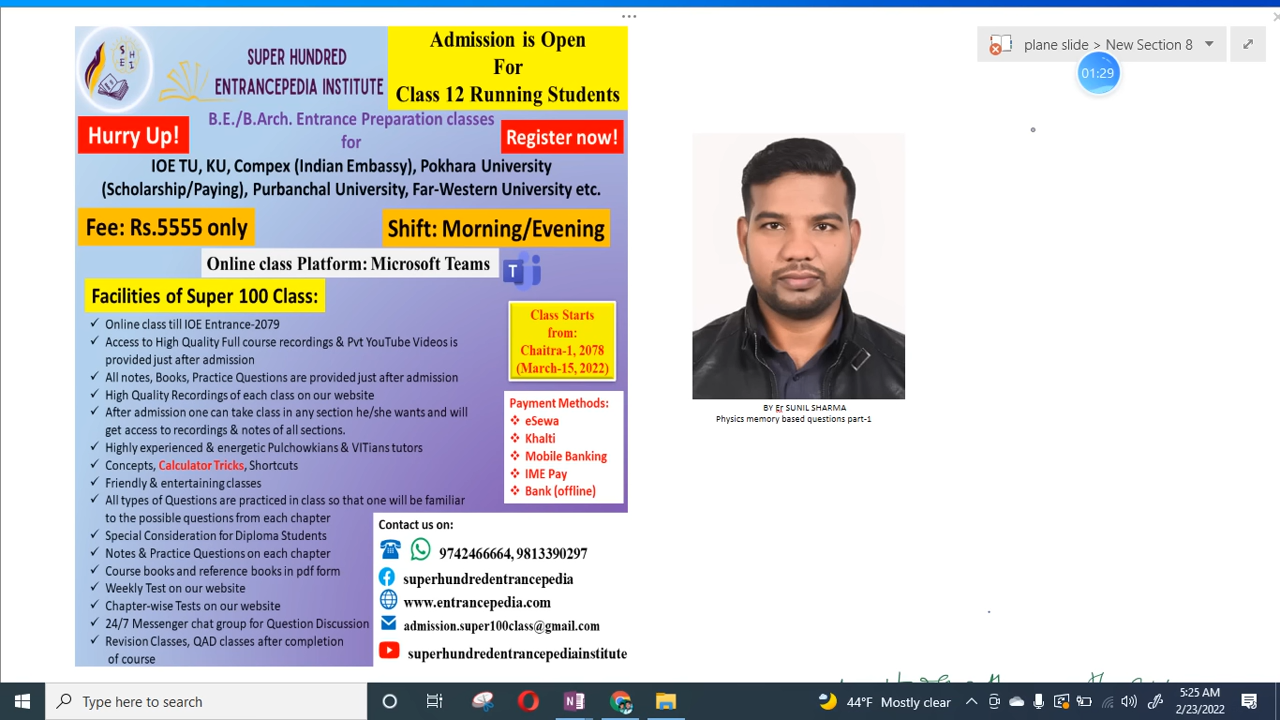 plane slide > New Section 8
01:29
S H
E I
SUPER HUNDRED
ENTRANCEPEDIA INSTITUTE
Admission is Open
For
Class 12 Running Students
B.E./B.Arch. Entrance Preparation classes
for
Hurry Up!
Register now!
IOE TU, KU, Compex (Indian Embassy), Pokhara University
(Scholarship/Paying), Purbanchal University, Far-Western University etc.
Fee: Rs.5555 only
Shift: Morning/Evening
Online class Platform: Microsoft Teams
T
Facilities of Super 100 Class:
✓ Online class till IOE Entrance-2079
✓ Access to High Quality Full course recordings & Pvt YouTube Videos is
provided just after admission
✓ All notes, Books, Practice Questions are provided just after admission
✓ High Quality Recordings of each class on our website
✓ After admission one can take class in any section he/she wants and will
get access to recordings & notes of all sections.
✓ Highly experienced & energetic Pulchowkians & VITians tutors
✓ Concepts, Calculator Tricks, Shortcuts
✓ Friendly & entertaining classes
✓ All types of Questions are practiced in class so that one will be familiar
to the possible questions from each chapter
✓ Special Consideration for Diploma Students
✓ Notes & Practice Questions on each chapter
✓ Course books and reference books in pdf form
✓ Weekly Test on our website
✓ Chapter-wise Tests on our website
✓ 24/7 Messenger chat group for Question Discussion
✓ Revision Classes, QAD classes after completion
of course
Class Starts
from:
Chaitra-1, 2078
(March-15, 2022)
Payment Methods:
❖ eSewa
❖ Khalti
❖ Mobile Banking
❖ IME Pay
❖ Bank (offline)
Contact us on:
9742466664, 9813390297
superhundredentrancepedia
www.entrancepedia.com
admission.super100class@gmail.com
superhundredentrancepediainstitute
BY Er SUNIL SHARMA
Physics memory based questions part-1
Type here to search
44°F Mostly clear
5:25 AM
2/23/2022